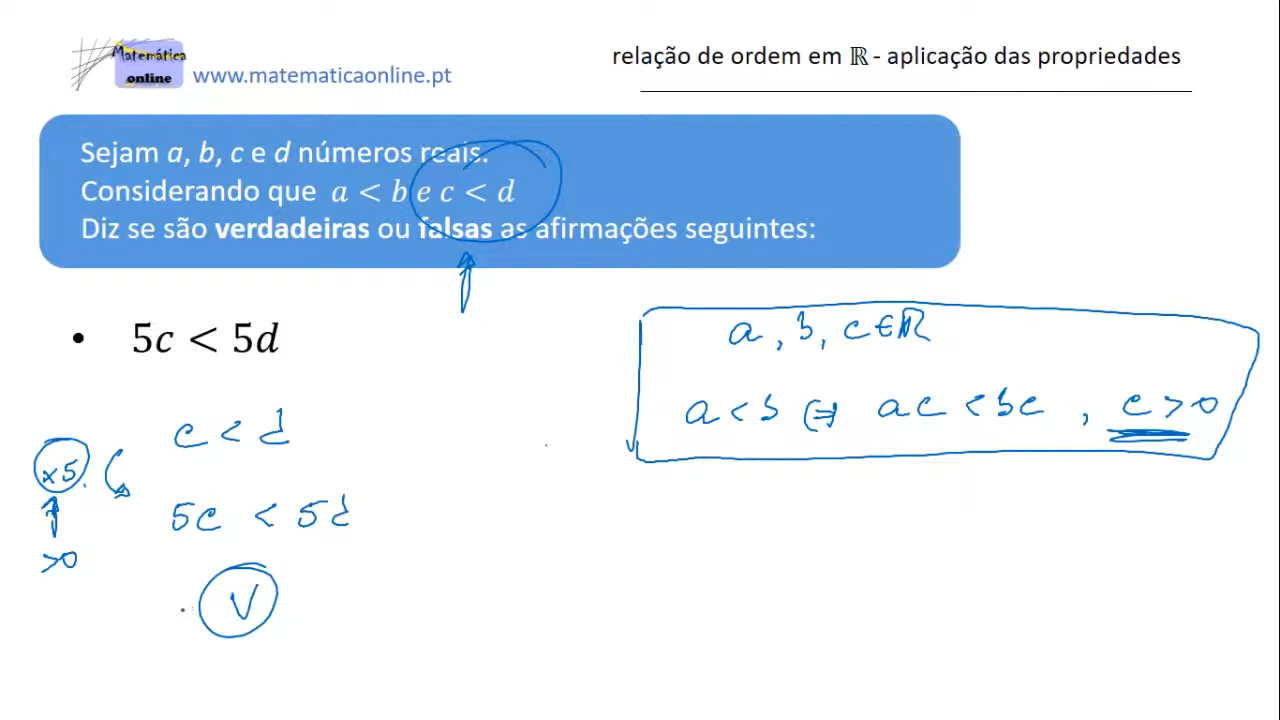 Matemática
online
www.matematicaonline.pt
relação de ordem em ℝ - aplicação das propriedades
Sejam a, b, c e d números reais.
Considerando que a < b e c < d
Diz se são verdadeiras ou falsas as afirmações seguintes:
• 5c < 5d
a, b, c ∈ ℝ
a < b ⇔ ac < bc , c > 0
c < d
×5
5c < 5d
>0
V